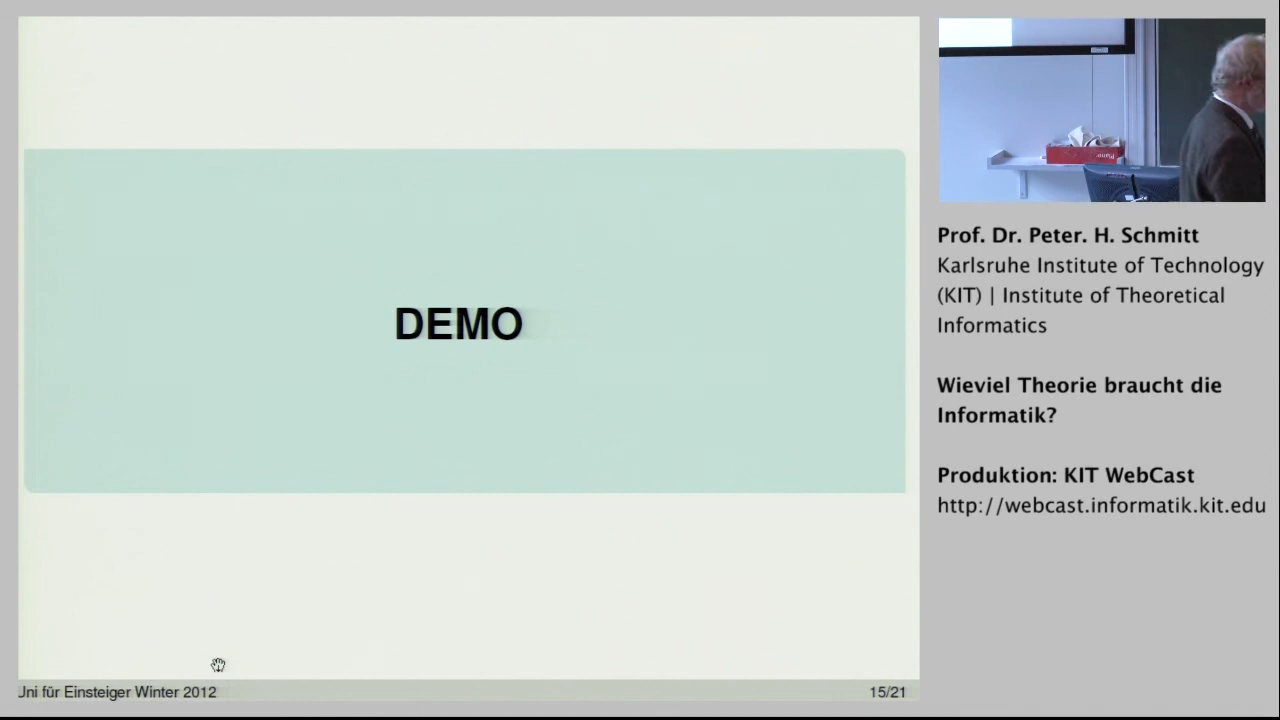 DEMO
Uni für Einsteiger Winter 2012
15/21
Prof. Dr. Peter. H. Schmitt
Karlsruhe Institute of Technology
(KIT) | Institute of Theoretical
Informatics
Wieviel Theorie braucht die
Informatik?
Produktion: KIT WebCast
http://webcast.informatik.kit.edu